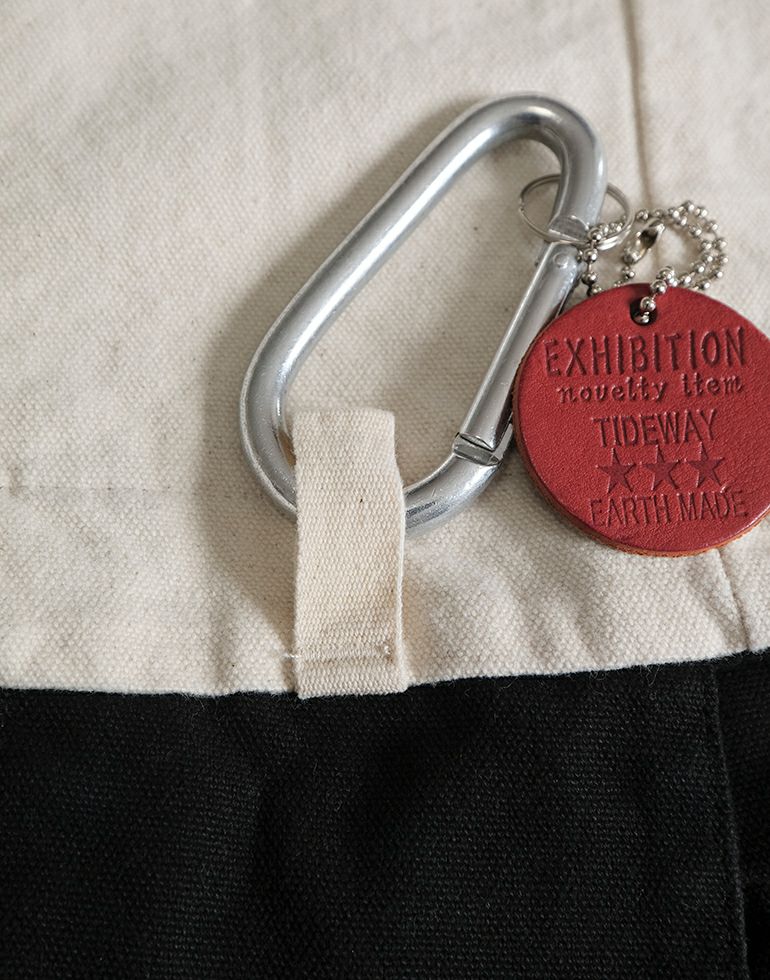 EXHIBITION
novelty item
TIDEWAY
★★★
EARTH MADE